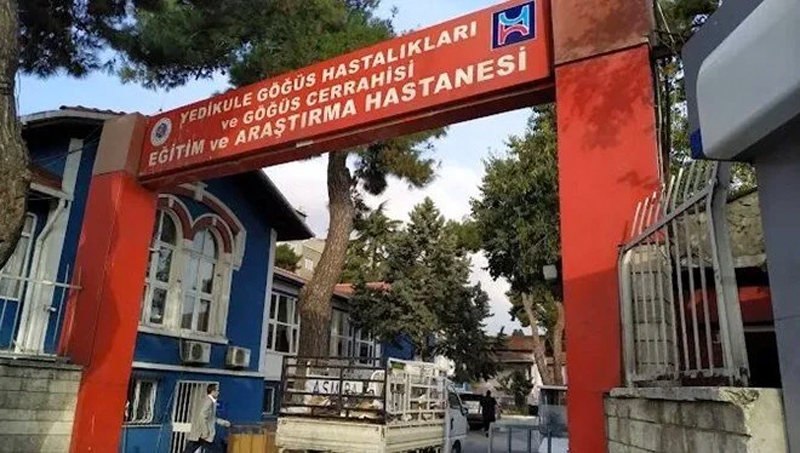 YEDİKULE GÖĞÜS HASTALIKLARI
ve GÖĞÜS CERRAHİSİ
EĞİTİM ve ARAŞTIRMA HASTANESİ